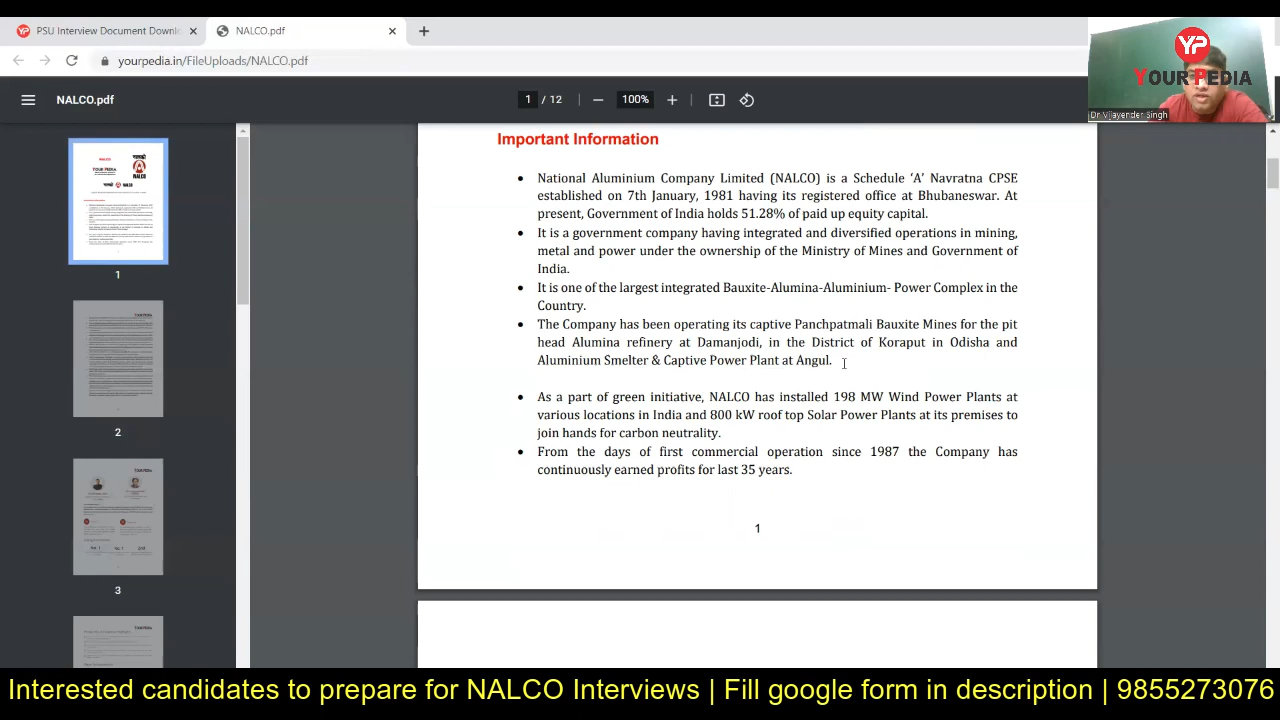 PSU Interview Document Downl
NALCO.pdf
yourpedia.in/FileUploads/NALCO.pdf
YP
YOUR PEDIA
Dr Vijayender Singh
NALCO.pdf
1 / 12
100%
1
2
3
Important Information
National Aluminium Company Limited (NALCO) is a Schedule ‘A’ Navratna CPSE
established on 7th January, 1981 having its registered office at Bhubaneswar. At
present, Government of India holds 51.28% of paid up equity capital.
It is a government company having integrated and diversified operations in mining,
metal and power under the ownership of the Ministry of Mines and Government of
India.
It is one of the largest integrated Bauxite-Alumina-Aluminium- Power Complex in the
Country.
The Company has been operating its captive Panchpatmali Bauxite Mines for the pit
head Alumina refinery at Damanjodi, in the District of Koraput in Odisha and
Aluminium Smelter & Captive Power Plant at Angul.
As a part of green initiative, NALCO has installed 198 MW Wind Power Plants at
various locations in India and 800 kW roof top Solar Power Plants at its premises to
join hands for carbon neutrality.
From the days of first commercial operation since 1987 the Company has
continuously earned profits for last 35 years.
1
Interested candidates to prepare for NALCO Interviews | Fill google form in description | 9855273076